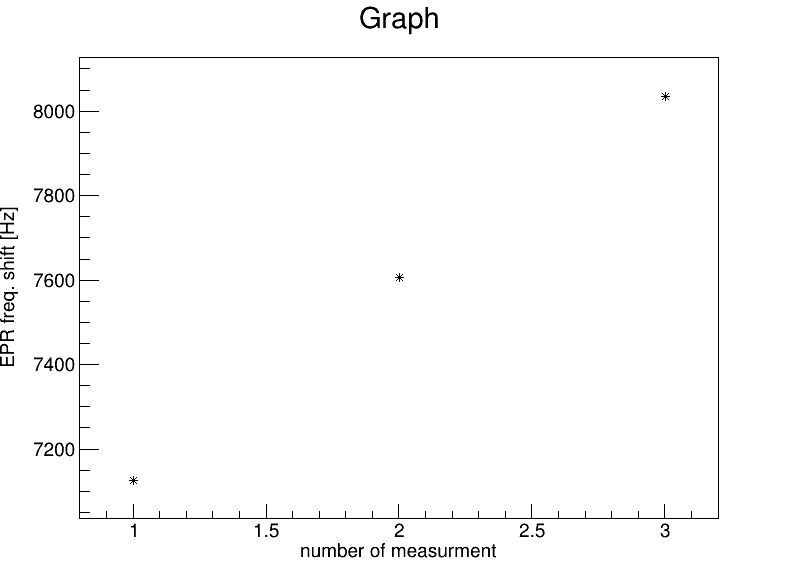 Graph
EPR freq. shift [Hz]
8000
7800
7600
7400
7200
1 1.5 2 2.5 3
number of measurment